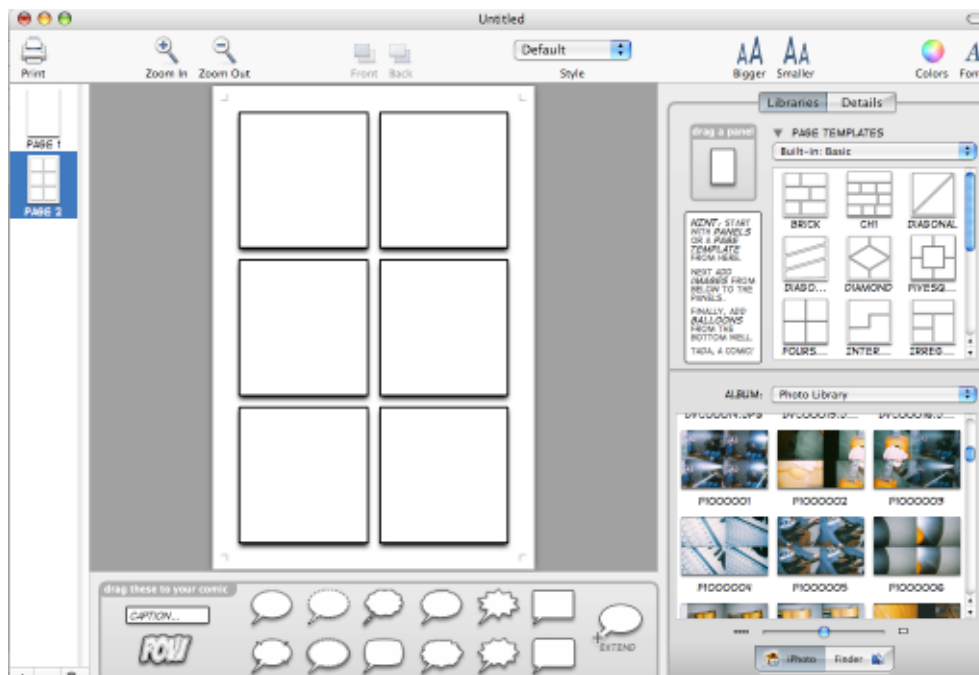 Untitled
Print
Zoom In
Zoom Out
Front
Back
Default
Style
Bigger
Smaller
Colors
Fon
PAGE 1
PAGE 2
Libraries
Details
drag a panel
PAGE TEMPLATES
Built-in: Basic
BRICK
CH1
DIAGONAL
DIAGO...
DIAMOND
FIVESQ...
FOURS...
INTER...
IRREG...
HINT: START
WITH PANELS
OR A PAGE
TEMPLATE
FROM HERE.
NEXT ADD
IMAGES FROM
BELOW TO THE
PANELS.
FINALLY, ADD
BALLOONS
FROM THE
BOTTOM WELL.
TADA, A COMIC!
ALBUM:
Photo Library
P1000001
P1000002
P1000003
P1000004
P1000005
P1000006
iPhoto
Finder
drag these to your comic
CAPTION...
POW!
EXTEND